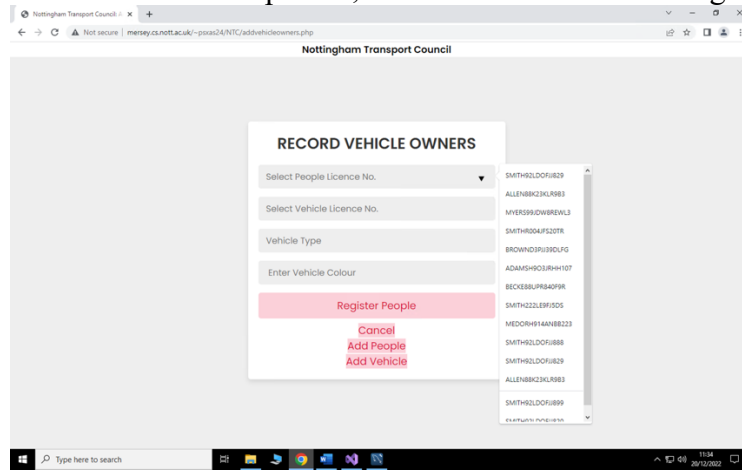 Nottingham Transport Council: A
Not secure | mersey.cs.nott.ac.uk/~psxas24/NTC/addvehicleowners.php
Nottingham Transport Council
RECORD VEHICLE OWNERS
Select People Licence No.
Select Vehicle Licence No.
Vehicle Type
Enter Vehicle Colour
Register People
Cancel
Add People
Add Vehicle
SMITH92LDOFJJ829
ALLEN88K23KLR9B3
MYERS99JDW8REWL3
SMITHR004JFS20TR
BROWND3PJJ39DLFG
ADAMSH9O3JRHH107
BECKE88UPR840F9R
SMITH222LE9FJ5DS
MEDORH914ANBB223
SMITH92LDOFJJ888
SMITH92LDOFJJ829
ALLEN88K23KLR9B3
SMITH92LDOFJJ899
Type here to search
11:34
20/12/2022